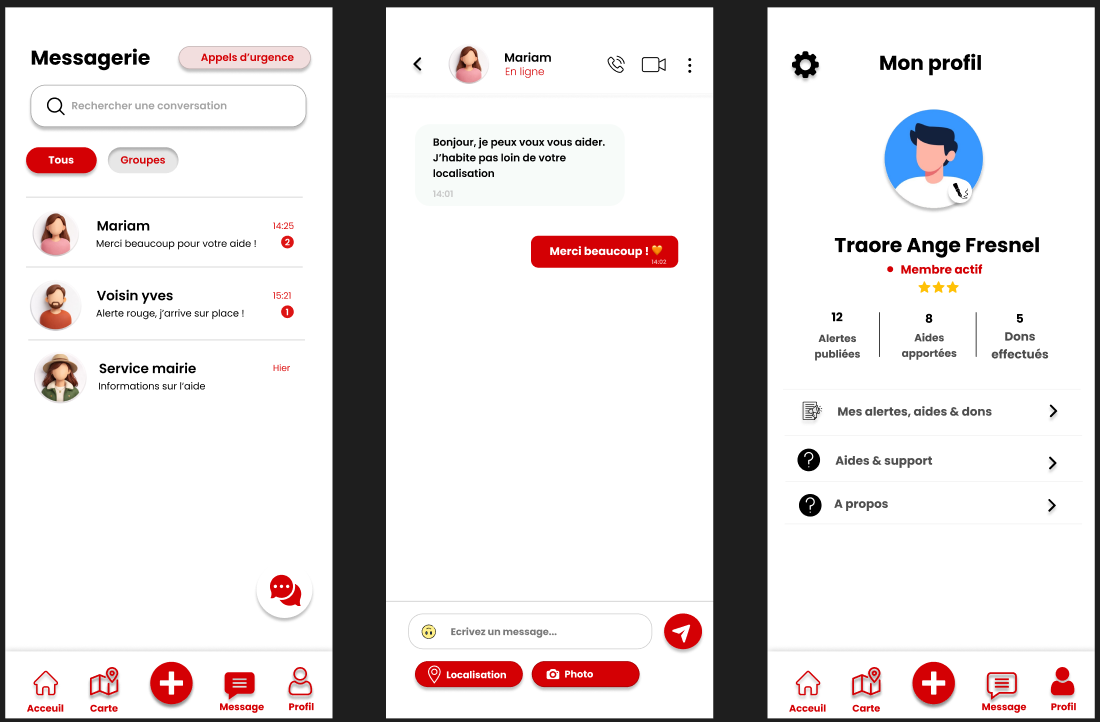 Messagerie
Appels d’urgence
Rechercher une conversation
Tous
Groupes
Mariam
14:25
Merci beaucoup pour votre aide !
2
Voisin yves
15:21
Alerte rouge, j’arrive sur place !
1
Service mairie
Hier
Informations sur l’aide
Acceuil
Carte
Message
Profil
Mariam
En ligne
Bonjour, je peux voux vous aider.
J’habite pas loin de votre
localisation
14:01
Merci beaucoup ! 🧡
14:02
Ecrivez un message...
Localisation
Photo
Mon profil
Traore Ange Fresnel
Membre actif
12
Alertes
publiées
8
Aides
apportées
5
Dons
effectués
Mes alertes, aides & dons
? Aides & support
? A propos
Acceuil
Carte
Message
Profil